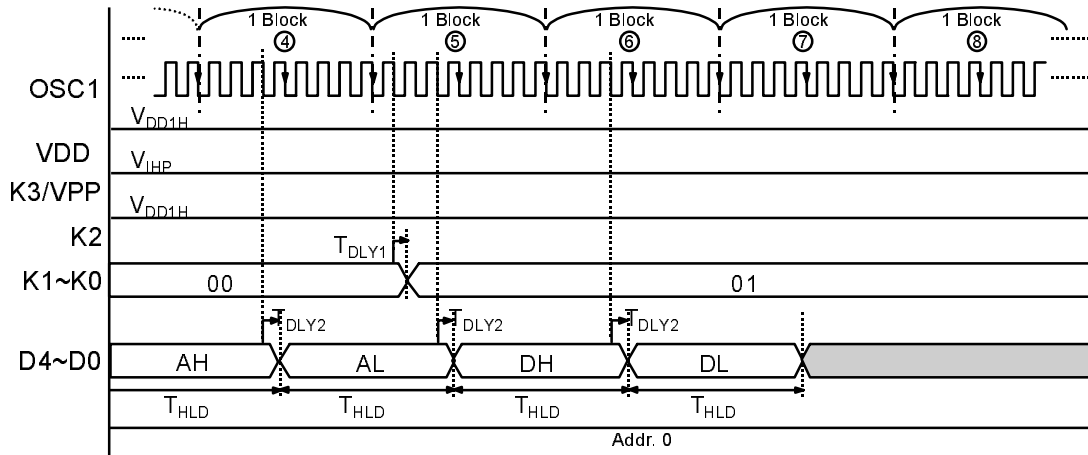 1 Block 1 Block 1 Block 1 Block 1 Block
④ ⑤ ⑥ ⑦ ⑧
OSC1
VDD1H
VDD
VIHP
K3/VPP
VDD1H
K2
TDLY1
K1~K0 00 01
TDLY2 TDLY2 TDLY2
D4~D0 AH AL DH DL
THLD THLD THLD THLD
Addr. 0